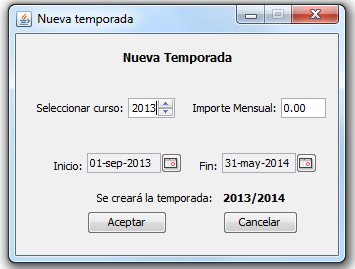 Nueva temporada
Nueva Temporada
Seleccionar curso: 2013 Importe Mensual: 0.00
Inicio: 01-sep-2013 Fin: 31-may-2014
Se creará la temporada: 2013/2014
Aceptar Cancelar